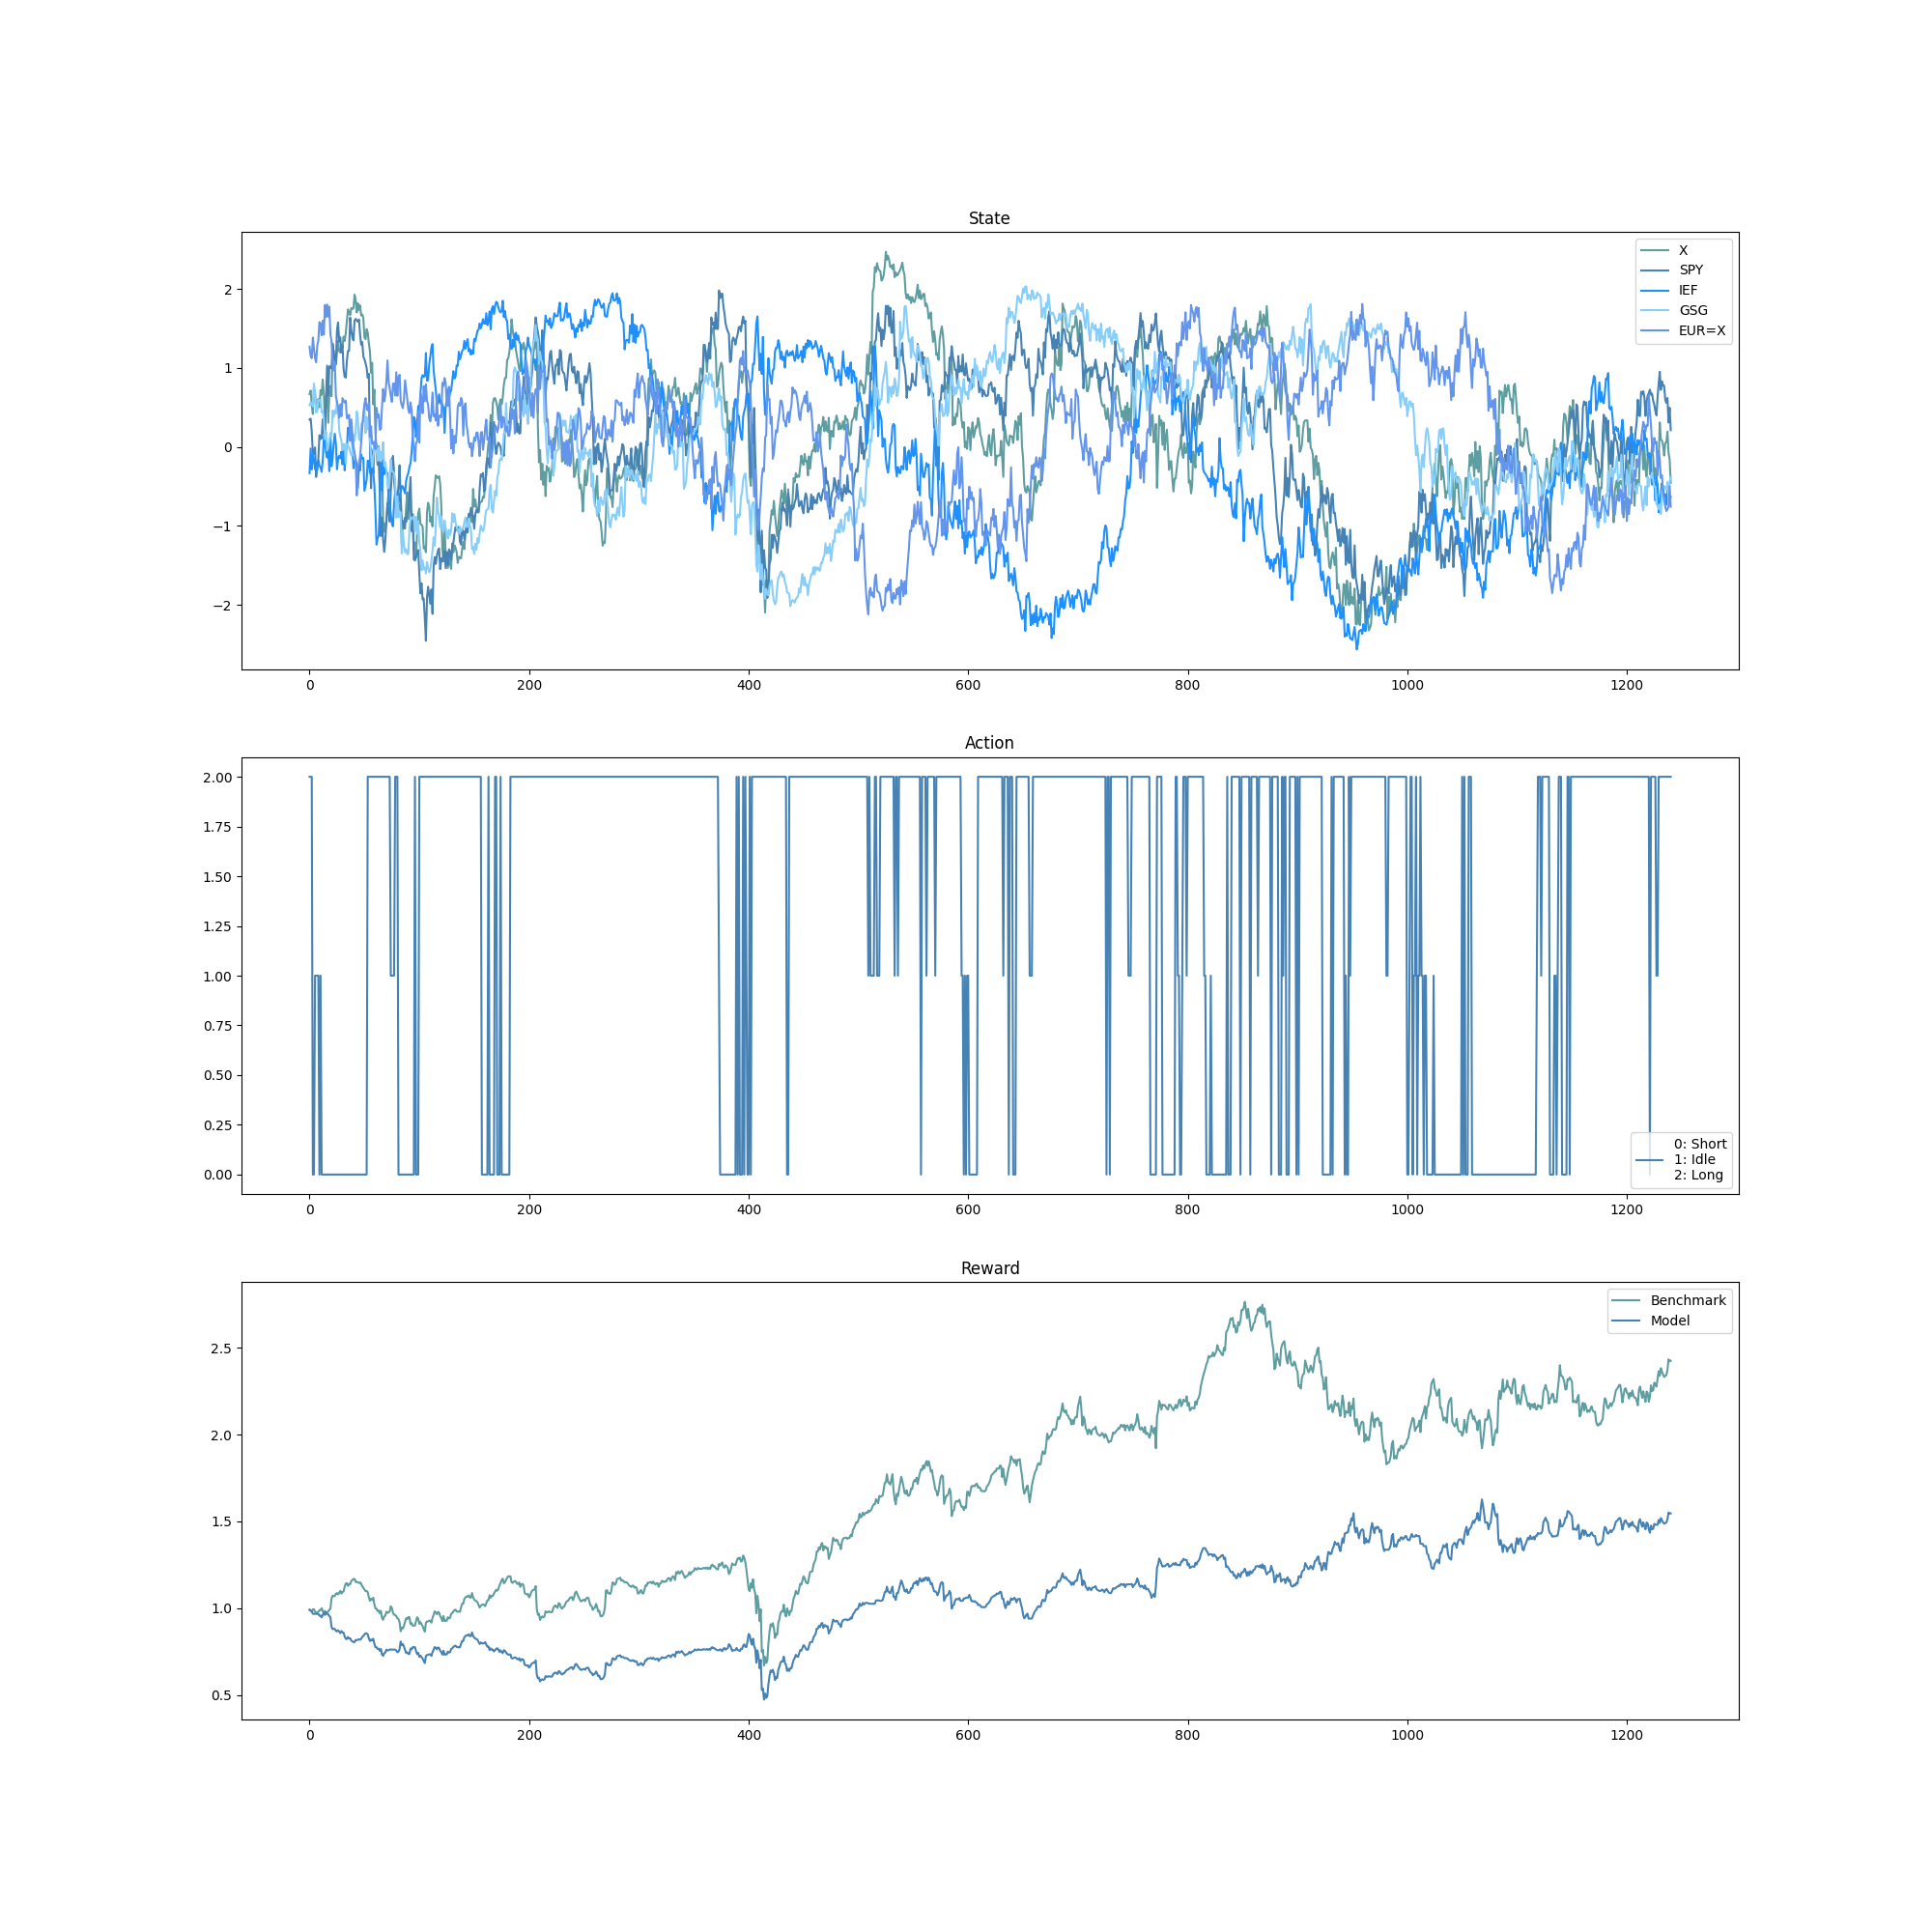 State
2
1
0
−1
−2
0 200 400 600 800 1000 1200
X
SPY
IEF
GSG
EUR=X
Action
2.00
1.75
1.50
1.25
1.00
0.75
0.50
0.25
0.00
0 200 400 600 800 1000 1200
0: Short
1: Idle
2: Long
Reward
2.5
2.0
1.5
1.0
0.5
0 200 400 600 800 1000 1200
Benchmark
Model